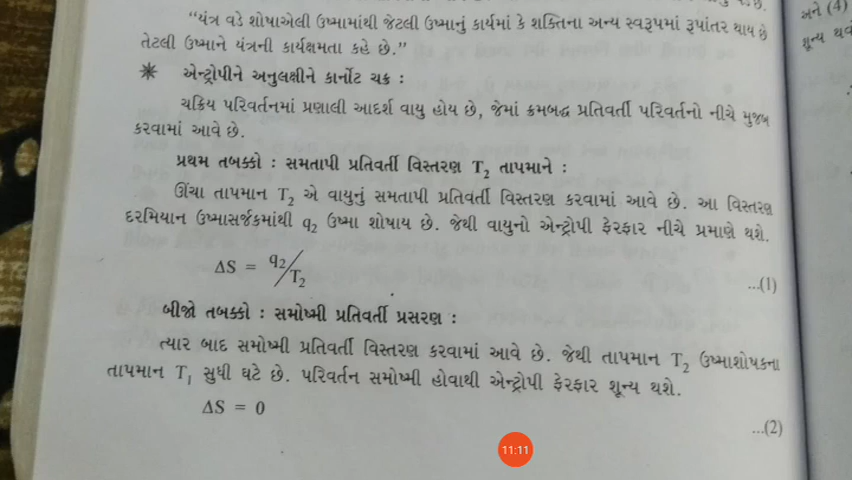 "યંત્ર વડે શોષાએલી ઉષ્મામાંથી જેટલી ઉષ્માનું કાર્યમાં કે શક્તિના અન્ય સ્વરૂપમાં રૂપાંતર થાય છે
તેટલી ઉષ્માને યંત્રની કાર્યક્ષમતા કહે છે."
* એન્ટ્રોપીને અનુલક્ષીને કાર્નોટ ચક્ર :
ચક્રિય પરિવર્તનમાં પ્રણાલી આદર્શ વાયુ હોય છે, જેમાં ક્રમબદ્ધ પ્રતિવર્તી પરિવર્તનો નીચે મુજબ
કરવામાં આવે છે.
પ્રથમ તબક્કો : સમતાપી પ્રતિવર્તી વિસ્તરણ T₂ તાપમાને :
ઊંચા તાપમાન T₂ એ વાયુનું સમતાપી પ્રતિવર્તી વિસ્તરણ કરવામાં આવે છે. આ વિસ્તરણ
દરમિયાન ઉષ્માસર્જકમાંથી q₂ ઉષ્મા શોષાય છે. જેથી વાયુનો એન્ટ્રોપી ફેરફાર નીચે પ્રમાણે થશે.
ΔS = q₂/T₂ ...(1)
બીજો તબક્કો : સમોષ્મી પ્રતિવર્તી પ્રસરણ :
ત્યાર બાદ સમોષ્મી પ્રતિવર્તી વિસ્તરણ કરવામાં આવે છે. જેથી તાપમાન T₂ ઉષ્માશોષકના
તાપમાન T₁ સુધી ઘટે છે. પરિવર્તન સમોષ્મી હોવાથી એન્ટ્રોપી ફેરફાર શૂન્ય થશે.
ΔS = 0 ...(2)
અને (4)
શૂન્ય
11:11